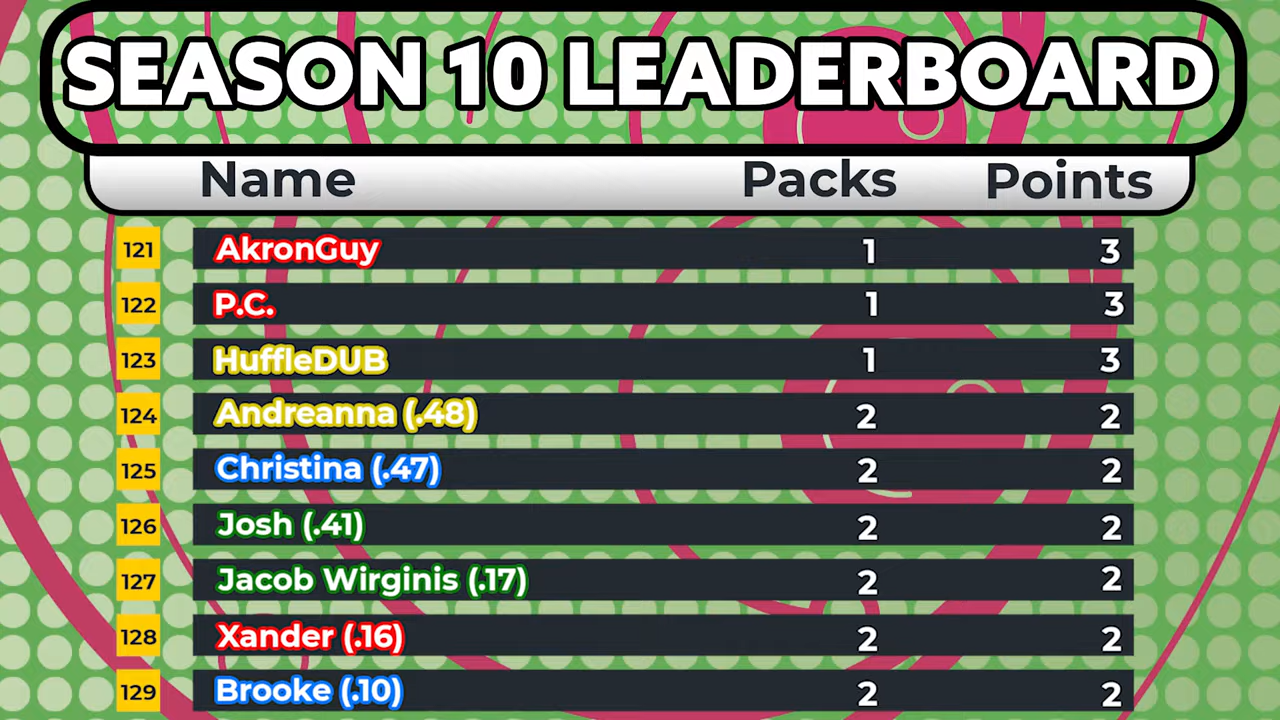 SEASON 10 LEADERBOARD
Name Packs Points
121 AkronGuy 1 3
122 P.C. 1 3
123 HuffleDUB 1 3
124 Andreanna (.48) 2 2
125 Christina (.47) 2 2
126 Josh (.41) 2 2
127 Jacob Wirginis (.17) 2 2
128 Xander (.16) 2 2
129 Brooke (.10) 2 2